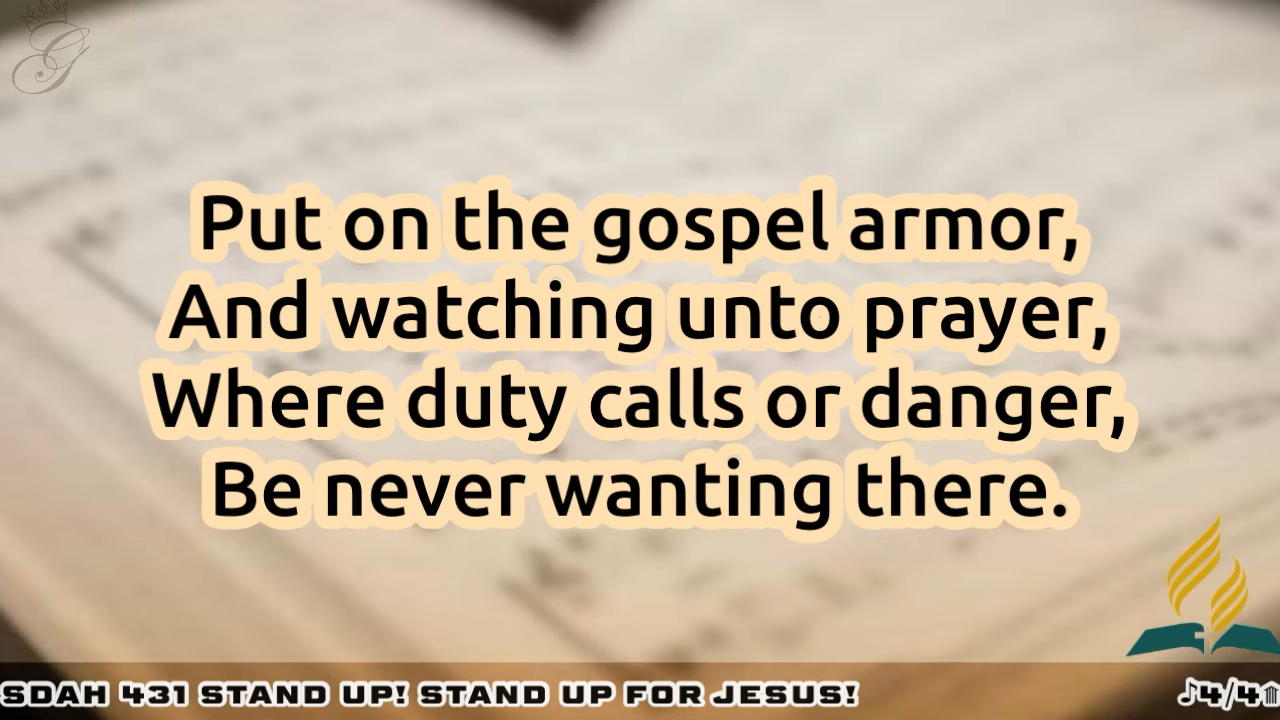 G
Put on the gospel armor,
And watching unto prayer,
Where duty calls or danger,
Be never wanting there.
SDAH 431 STAND UP! STAND UP FOR JESUS!
♪4/4